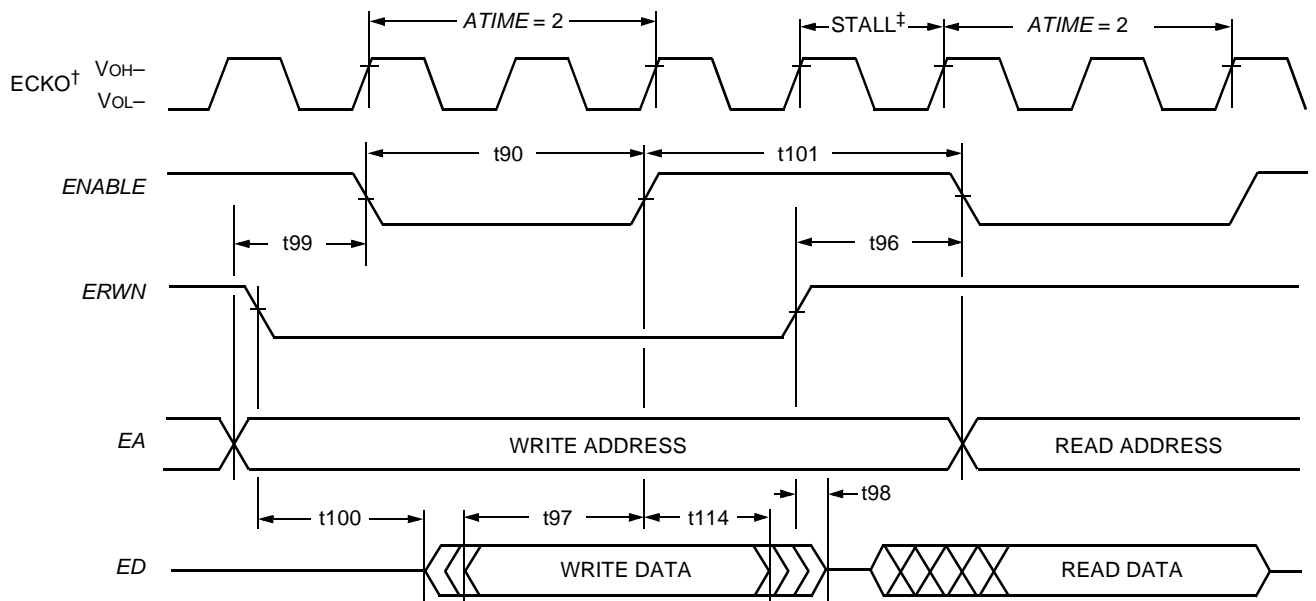 ATIME = 2 STALL‡ ATIME = 2
ECKO† VOH–
VOL–
t90 t101
ENABLE
t99 t96
ERWN
EA WRITE ADDRESS READ ADDRESS
t98
t100 t97 t114
ED WRITE DATA READ DATA